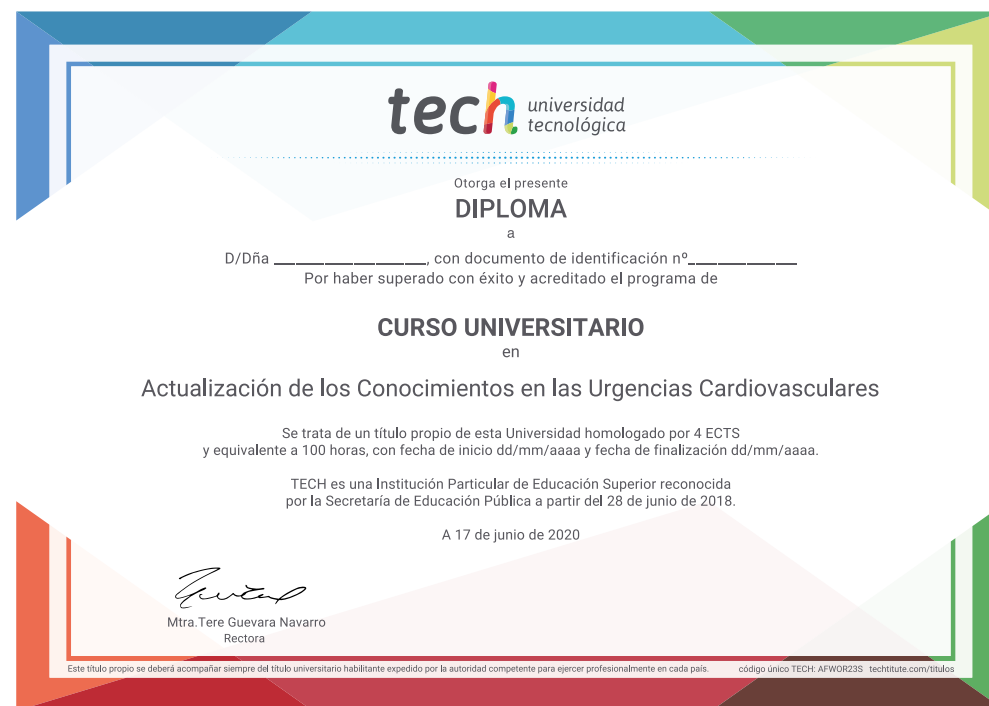 tech universidad
tecnológica
Otorga el presente
DIPLOMA
a
D/Dña ____________________, con documento de identificación nº______________
Por haber superado con éxito y acreditado el programa de
CURSO UNIVERSITARIO
en
Actualización de los Conocimientos en las Urgencias Cardiovasculares
Se trata de un título propio de esta Universidad homologado por 4 ECTS
y equivalente a 100 horas, con fecha de inicio dd/mm/aaaa y fecha de finalización dd/mm/aaaa.
TECH es una Institución Particular de Educación Superior reconocida
por la Secretaría de Educación Pública a partir del 28 de junio de 2018.
A 17 de junio de 2020
Mtra.Tere Guevara Navarro
Rectora
Este título propio se deberá acompañar siempre del título universitario habilitante expedido por la autoridad competente para ejercer profesionalmente en cada país. código único TECH: AFWOR23S techtitute.com/titulos